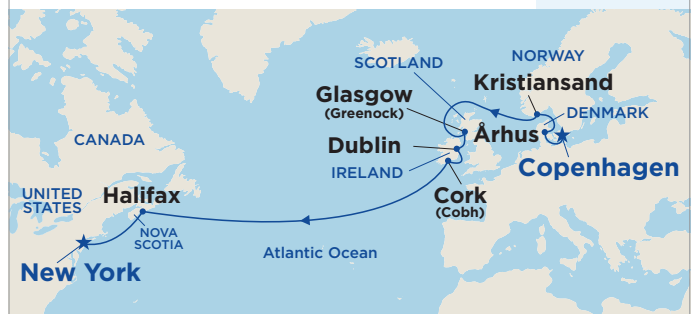 SCOTLAND
NORWAY
Kristiansand
Glasgow
(Greenock)
DENMARK
Århus
CANADA
Dublin
Copenhagen
IRELAND
UNITED
STATES
Halifax
Cork
(Cobh)
NOVA
SCOTIA
Atlantic Ocean
New York